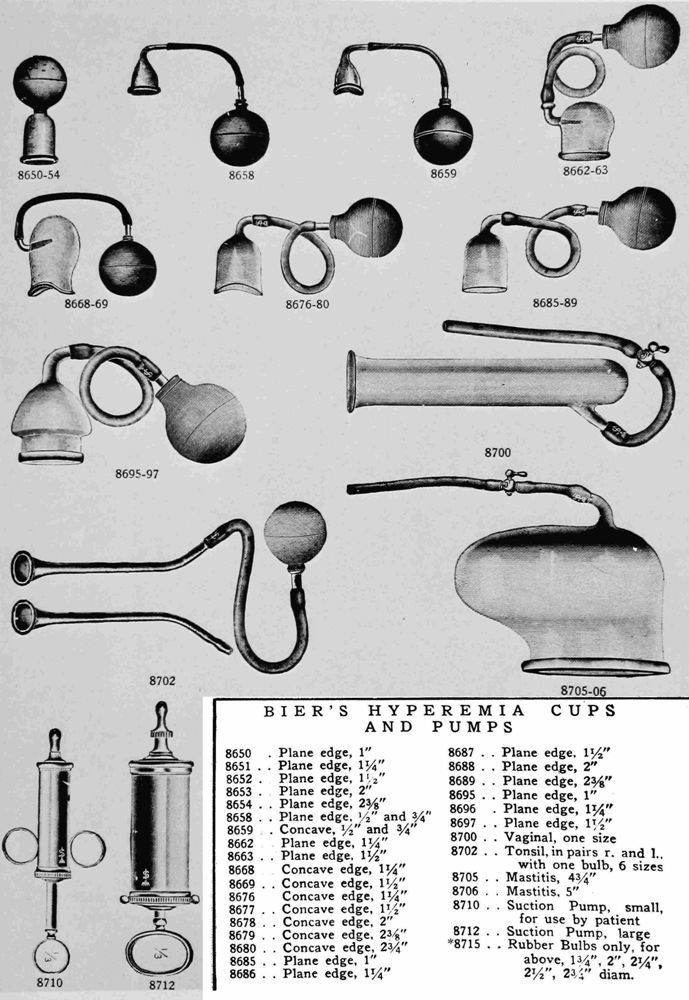 8650-54
8658
8659
8662-63
8668-69
8676-80
8685-89
8695-97
8700
8702
8705-06
8710
8712
BIER'S HYPEREMIA CUPS
AND PUMPS
8650 . Plane edge, 1"
8651 . . Plane edge, 1¼"
8652 . Plane edge, 1½"
8653 . . Plane edge, 2"
8654 . . Plane edge, 2⅜"
8658 . . Plane edge, ½" and ¾"
8659 . . Concave, ½" and ¾"
8662 Plane edge, 1¼"
8663 . . Plane edge, 1½"
8668 Concave edge, 1¼"
8669 . . Concave edge, 1½"
8676 Concave edge, 1¼"
8677 . . Concave edge, 1½"
8678 . . Concave edge, 2"
8679 . . Concave edge, 2⅜"
8680 . . Concave edge, 2¾"
8685 . . Plane edge, 1"
8686 . . Plane edge, 1¼"
8687 . . Plane edge, 1½"
8688 . . Plane edge, 2"
8689 . . Plane edge, 2⅜"
8695 . . Plane edge, 1"
8696 . Plane edge, 1¼"
8697 . . Plane edge, 1½"
8700 . . Vaginal, one size
8702 . . Tonsil, in pairs r. and l.,
with one bulb, 6 sizes
8705 . . Mastitis, 4¾"
8706 . . Mastitis, 5"
8710 . . Suction Pump, small,
for use by patient
8712 . . Suction Pump, large
*8715 . . Rubber Bulbs only, for
above, 1¾", 2", 2¼",
2½", 2¾" diam.